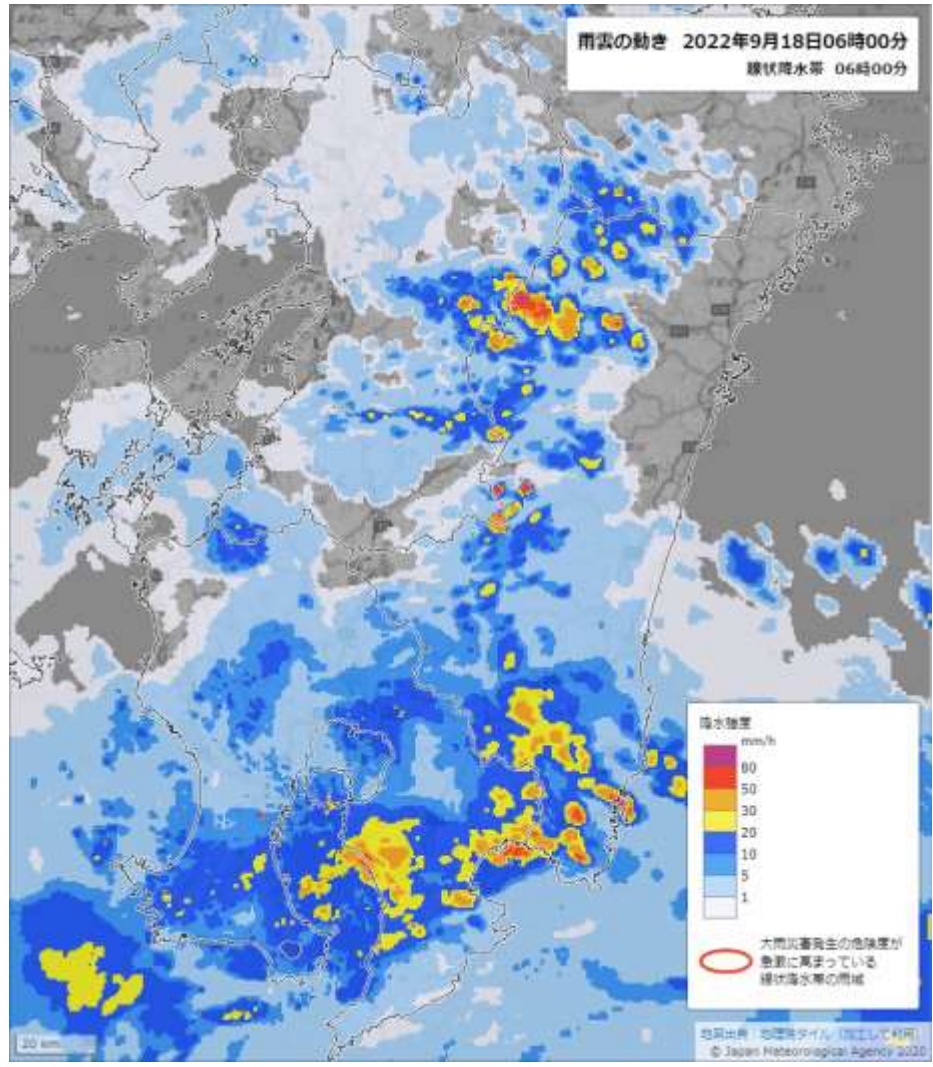 雨雲の動き 2022年9月18日06時00分
線状降水帯 06時00分
降水強度
mm/h
80
50
30
20
10
5
1
大雨災害発生の危険度が
急激に高まっている
線状降水帯の雨域
20 km
地図出典：地理院タイル（加工して利用）
© Japan Meteorological Agency 2020